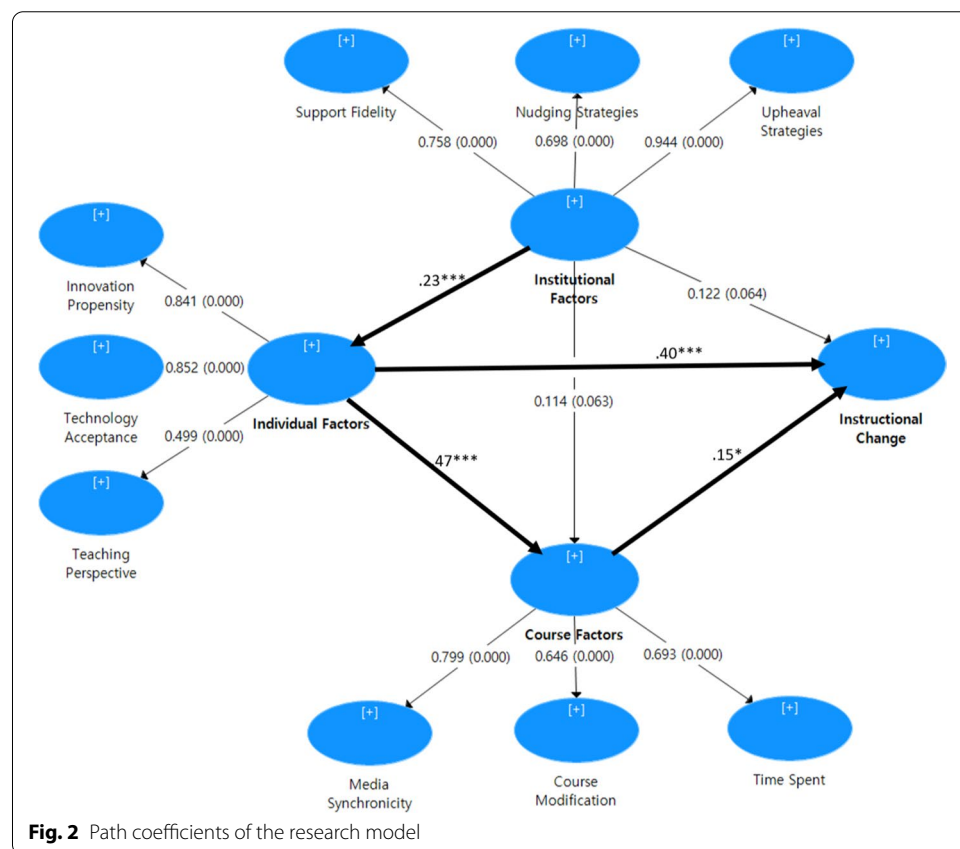 [+]
[+]
[+]
Support Fidelity
Nudging Strategies
Upheaval
Strategies
0.758 (0.000)
0.698 (0.000)
0.944 (0.000)
[+]
[+]
Innovation
Propensity
Institutional
Factors
.23***
0.841 (0.000)
0.122 (0.064)
[+]
[+]
[+]
0.852 (0.000)
.40***
Technology
Acceptance
Individual Factors
0.114 (0.063)
Instructional
Change
0.499 (0.000)
.47***
.15*
[+]
Teaching
Perspective
[+]
Course Factors
0.799 (0.000)
0.646 (0.000)
0.693 (0.000)
[+]
[+]
[+]
Media
Synchronicity
Course
Modification
Time Spent
Fig. 2 Path coefficients of the research model